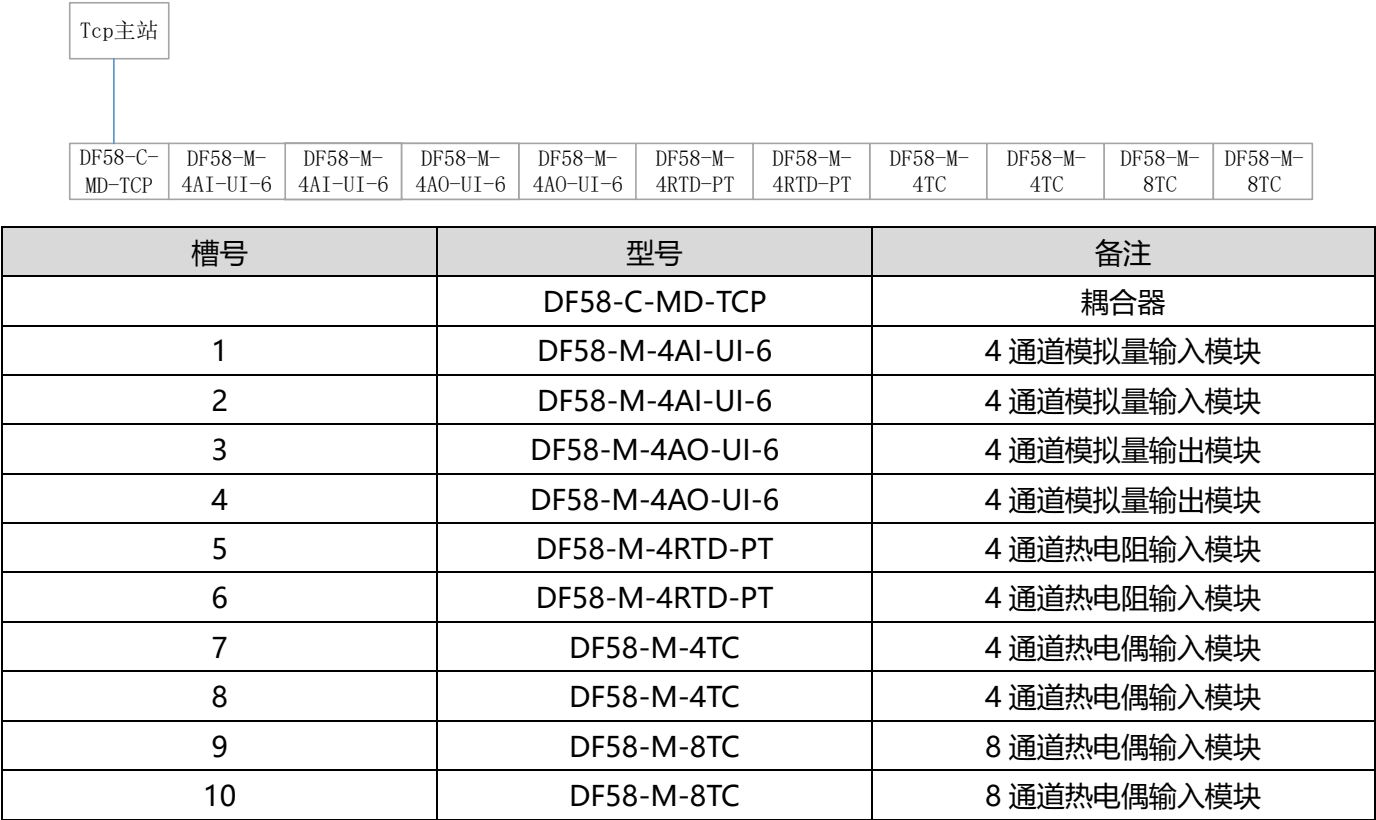 Tcp主站
DF58-C- DF58-M- DF58-M- DF58-M- DF58-M- DF58-M- DF58-M- DF58-M- DF58-M- DF58-M- DF58-M-
MD-TCP 4AI-UI-6 4AI-UI-6 4AO-UI-6 4AO-UI-6 4RTD-PT 4RTD-PT 4TC 4TC 8TC 8TC
槽号 型号 备注
DF58-C-MD-TCP 耦合器
1 DF58-M-4AI-UI-6 4 通道模拟量输入模块
2 DF58-M-4AI-UI-6 4 通道模拟量输入模块
3 DF58-M-4AO-UI-6 4 通道模拟量输出模块
4 DF58-M-4AO-UI-6 4 通道模拟量输出模块
5 DF58-M-4RTD-PT 4 通道热电阻输入模块
6 DF58-M-4RTD-PT 4 通道热电阻输入模块
7 DF58-M-4TC 4 通道热电偶输入模块
8 DF58-M-4TC 4 通道热电偶输入模块
9 DF58-M-8TC 8 通道热电偶输入模块
10 DF58-M-8TC 8 通道热电偶输入模块